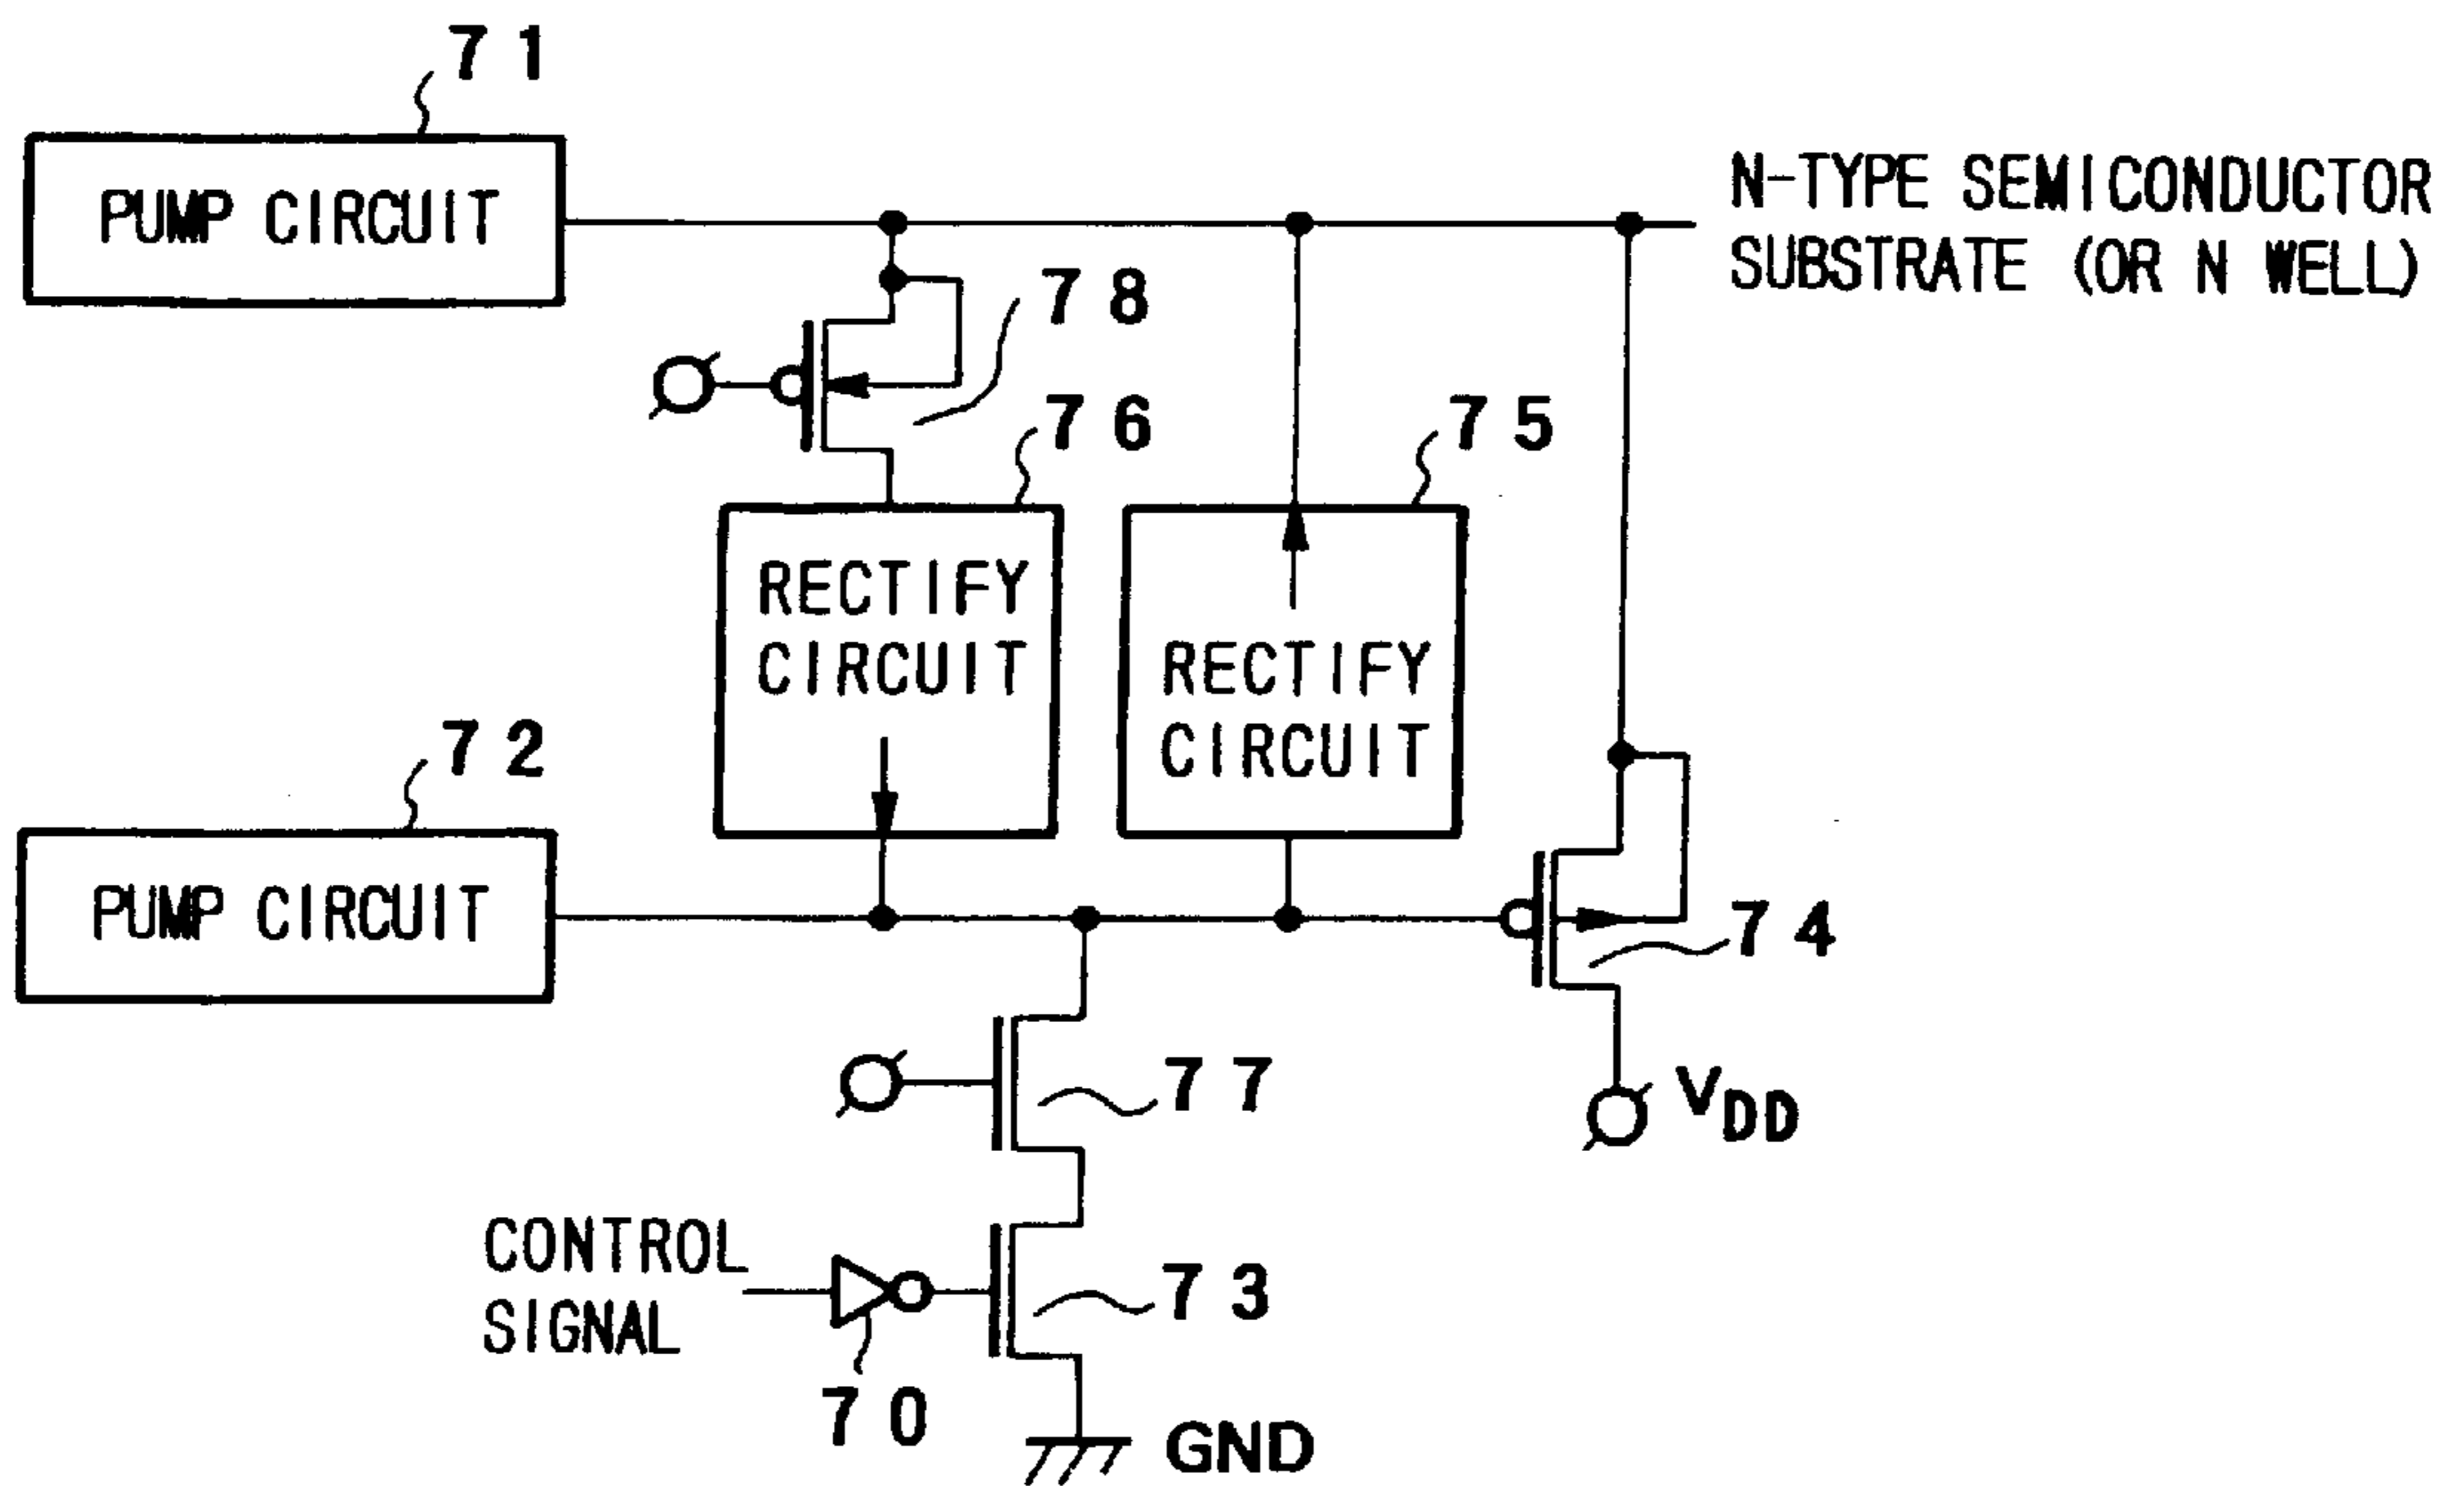 71
PUMP CIRCUIT
N-TYPE SEMICONDUCTOR
SUBSTRATE (OR N WELL)
78
76
75
RECTIFY
CIRCUIT
RECTIFY
CIRCUIT
72
PUMP CIRCUIT
74
77
VDD
CONTROL
SIGNAL
73
70
GND